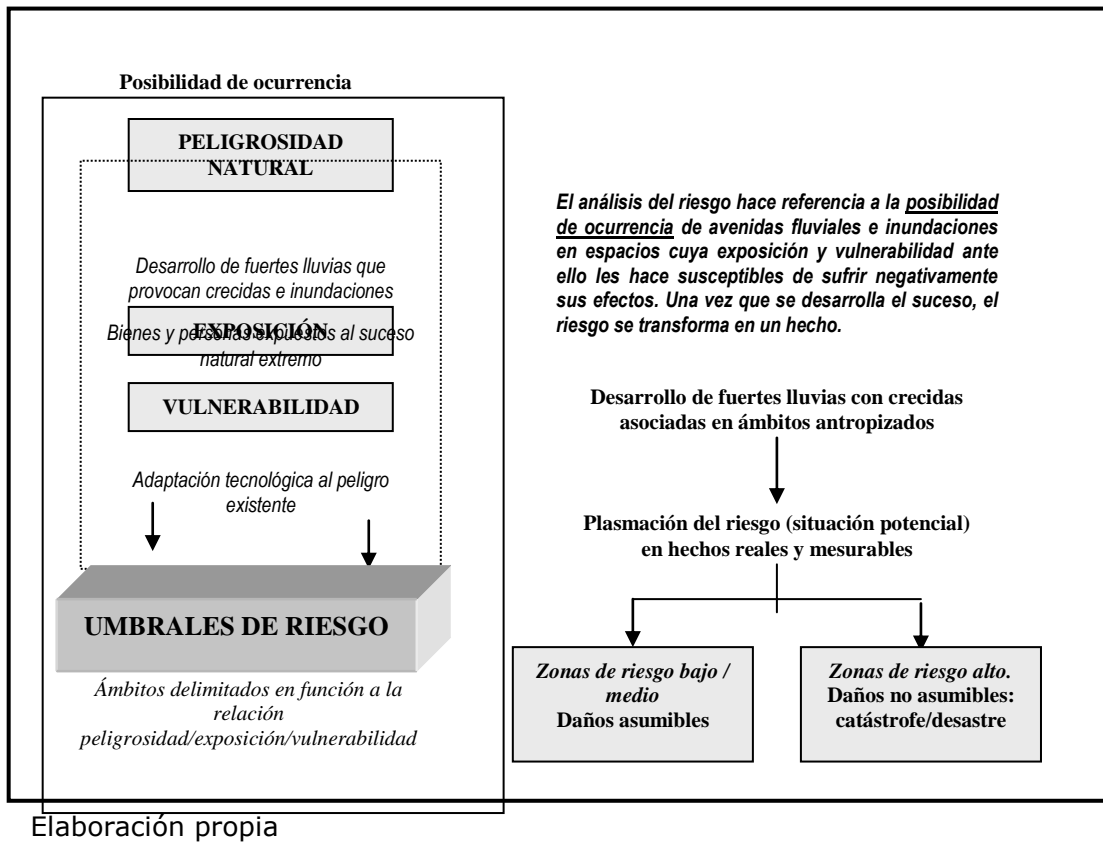 Posibilidad de ocurrencia
PELIGROSIDAD
NATURAL
Desarrollo de fuertes lluvias que
provocan crecidas e inundaciones
EXPOSICIÓN
Bienes y personas expuestos al suceso
natural extremo
VULNERABILIDAD
Adaptación tecnológica al peligro
existente
UMBRALES DE RIESGO
Ámbitos delimitados en función a la
relación
peligrosidad/exposición/vulnerabilidad
El análisis del riesgo hace referencia a la posibilidad
de ocurrencia de avenidas fluviales e inundaciones
en espacios cuya exposición y vulnerabilidad ante
ello les hace susceptibles de sufrir negativamente
sus efectos. Una vez que se desarrolla el suceso, el
riesgo se transforma en un hecho.
Desarrollo de fuertes lluvias con crecidas
asociadas en ámbitos antropizados
Plasmación del riesgo (situación potencial)
en hechos reales y mesurables
Zonas de riesgo bajo /
medio
Daños asumibles
Zonas de riesgo alto.
Daños no asumibles:
catástrofe/desastre
Elaboración propia